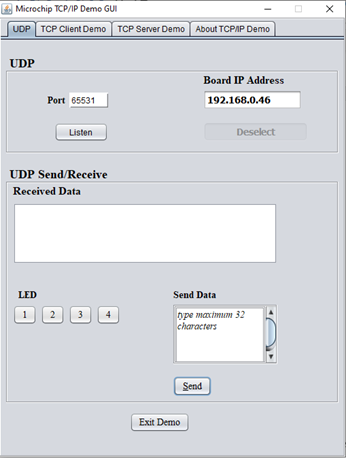 Microchip TCP/IP Demo GUI
UDP TCP Client Demo TCP Server Demo About TCP/IP Demo
UDP
Board IP Address
Port 65531 192.168.0.46
Listen Deselect
UDP Send/Receive
Received Data
LED Send Data
1 2 3 4
type maximum 32
characters
Send
Exit Demo